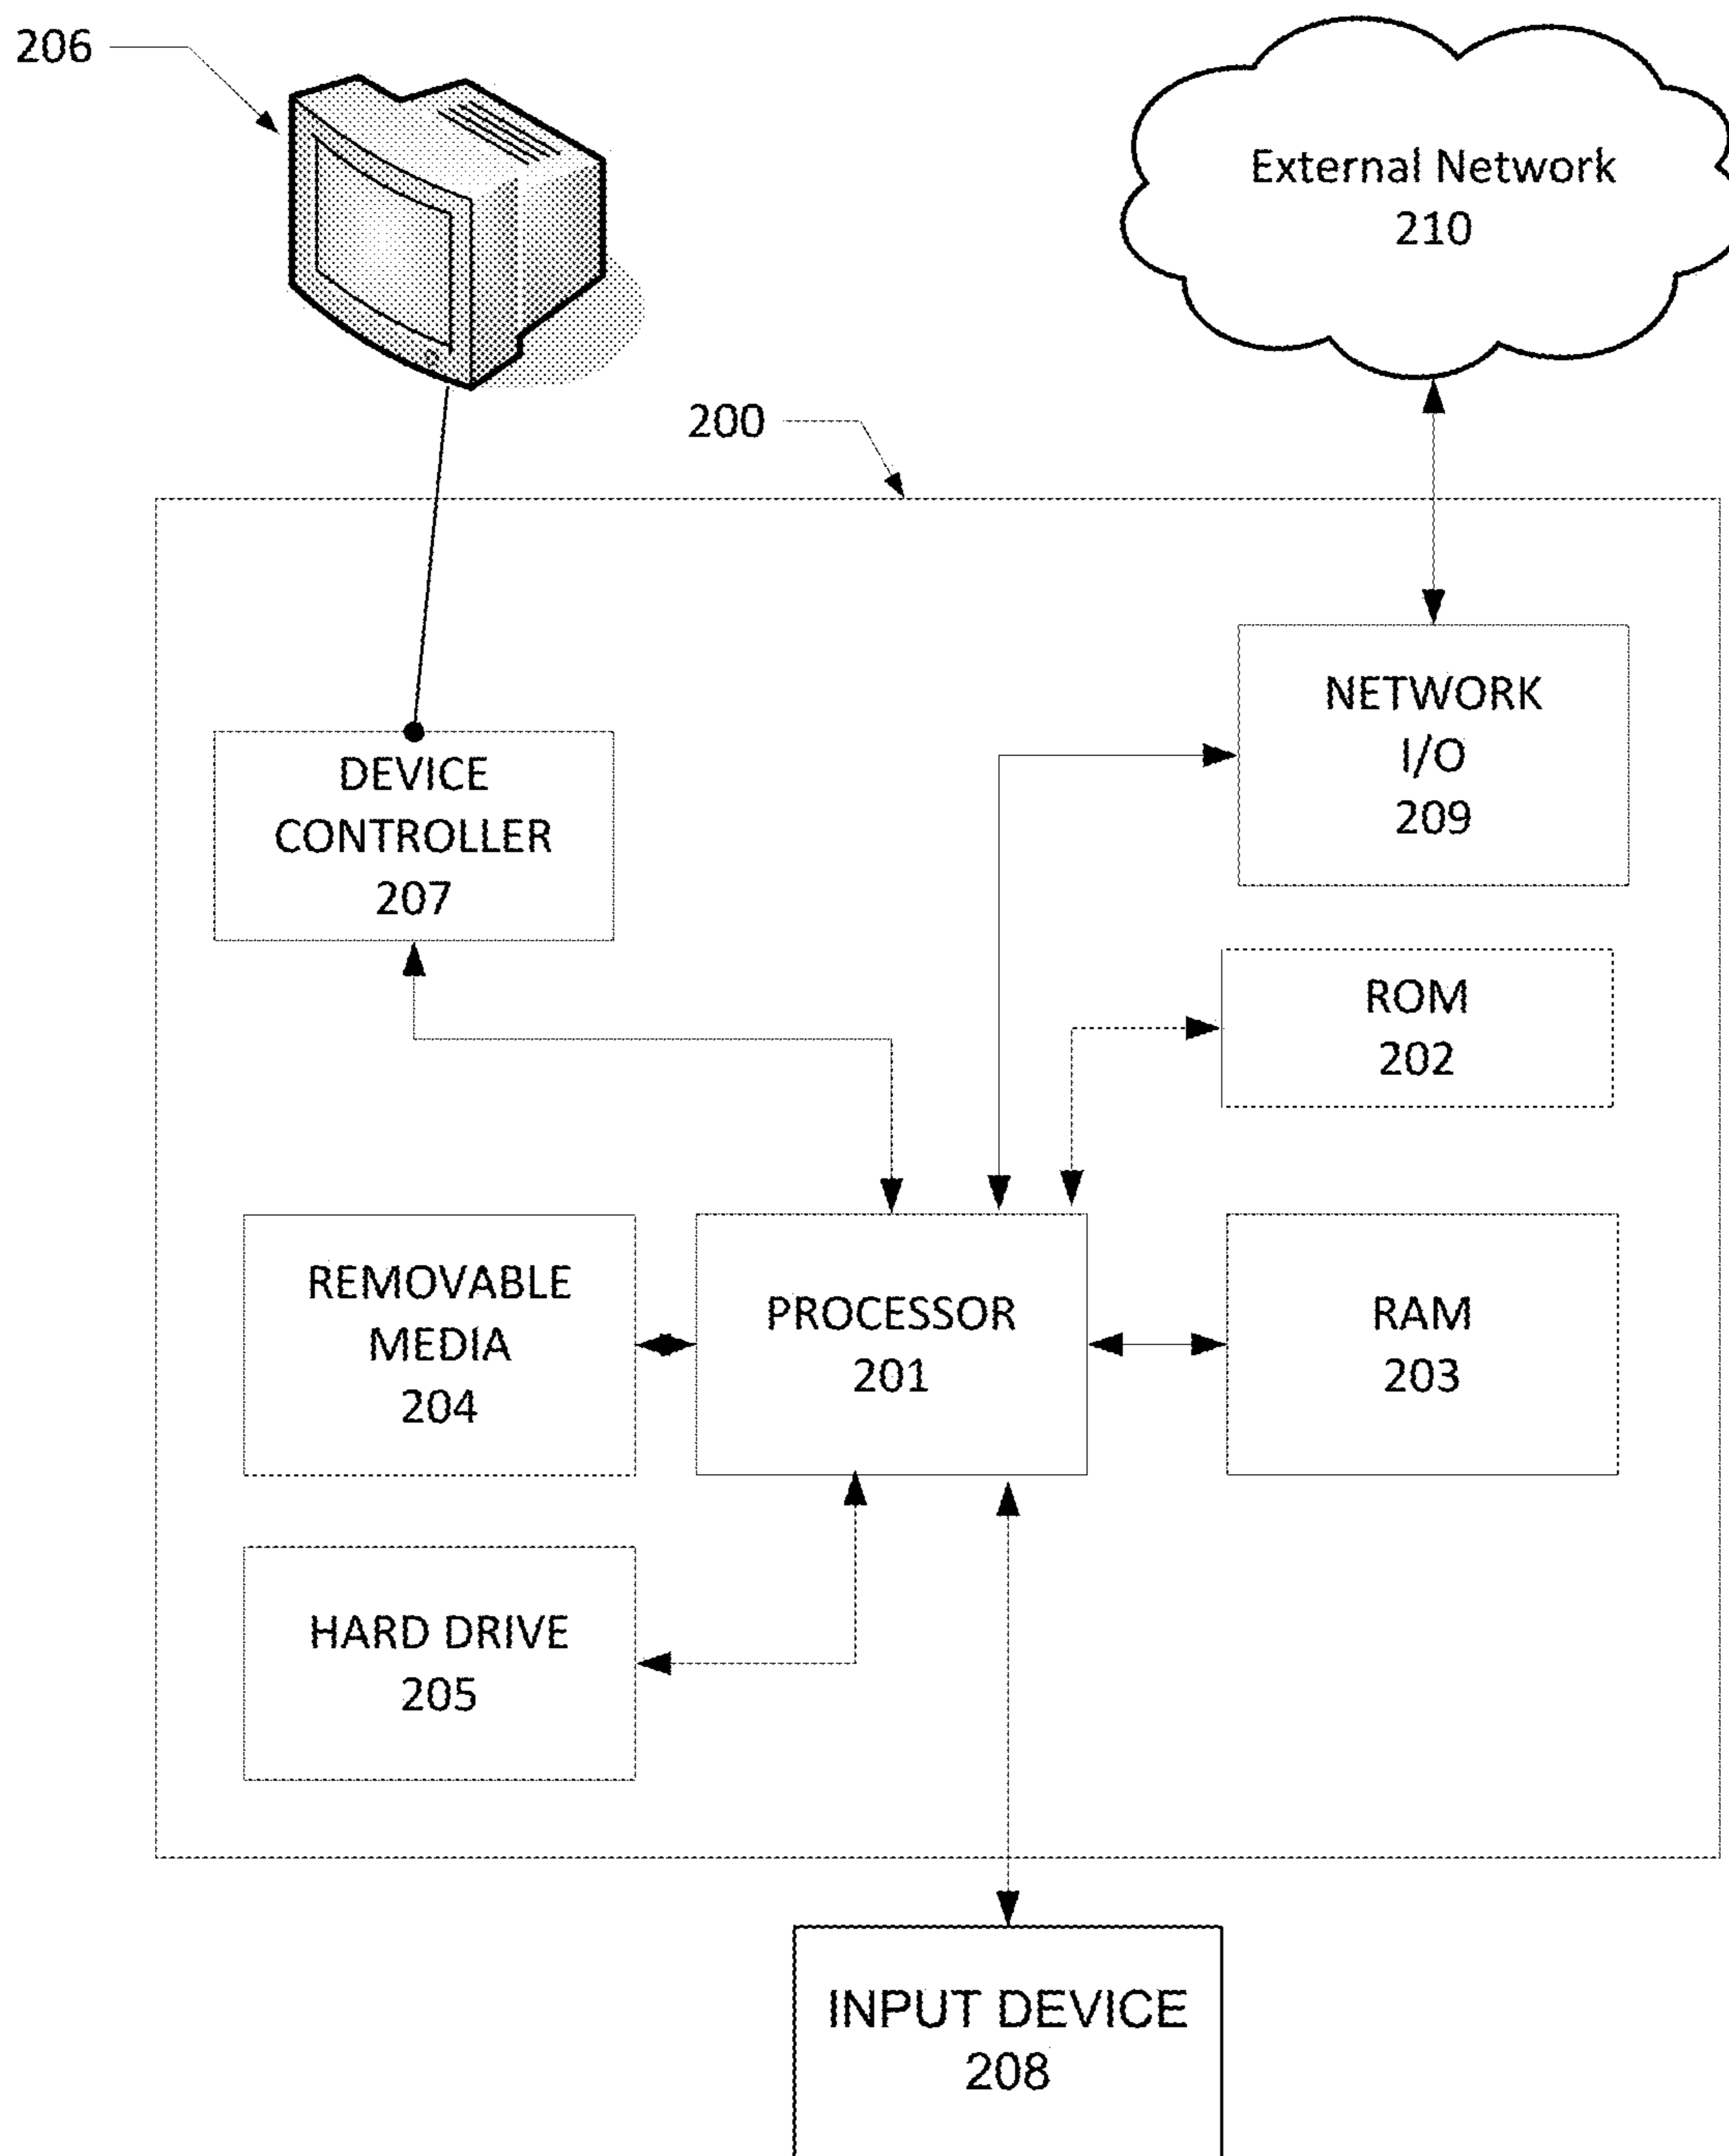 206
External Network
210
200
NETWORK
I/O
209
DEVICE
CONTROLLER
207
ROM
202
REMOVABLE
MEDIA
204
PROCESSOR
201
RAM
203
HARD DRIVE
205
INPUT DEVICE
208